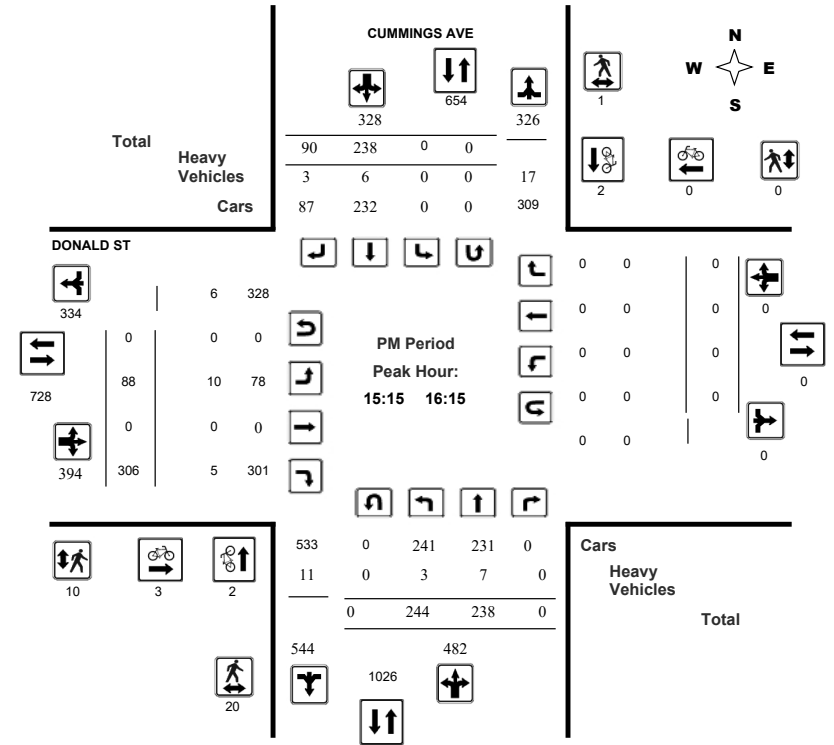 CUMMINGS AVE
N
W E
S
654
1
328 326
Total 90 238 0 0
Heavy
Vehicles 3 6 0 0 17
Cars 87 232 0 0 309
2 0 0
DONALD ST
334
6 328
0 0 0
728
88 10 78
0 0 0
394 306 5 301
PM Period
Peak Hour:
15:15 16:15
0 0 0
0 0 0
0 0 0
0 0 0
0 0
0
0
0
533 0 241 231 0 Cars
11 0 3 7 0 Heavy
Vehicles
0 244 238 0 Total
10 3 2
544 482
1026
20